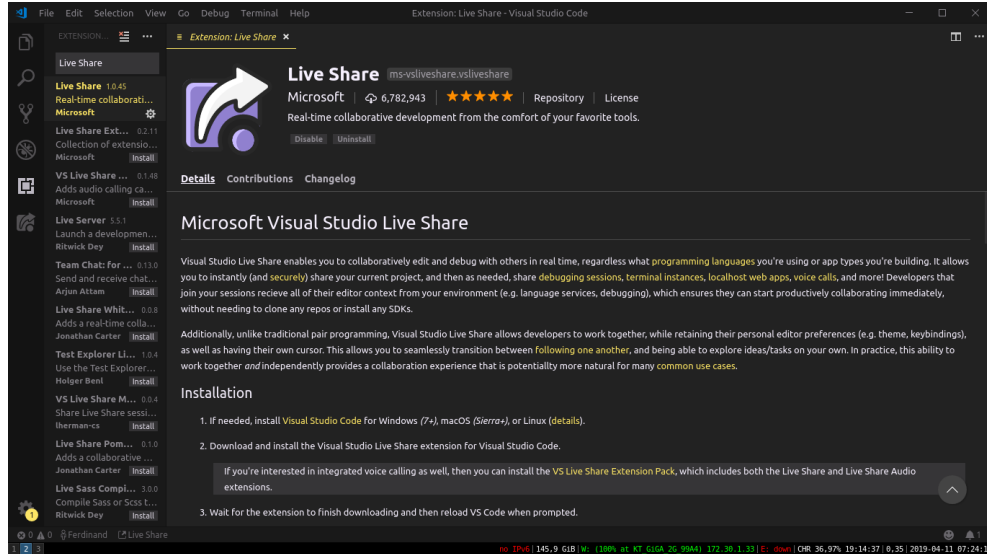 File Edit Selection View Go Debug Terminal Help
Extension: Live Share - Visual Studio Code
EXTENSION...
Live Share
Live Share 1.0.45
Real-time collaborati...
Microsoft
Live Share Ext... 0.2.11
Collection of extensio...
Microsoft Install
VS Live Share ... 0.1.48
Adds audio calling ca...
Microsoft Install
Live Server 5.5.1
Launch a developmen...
Ritwick Dey Install
Team Chat: for ... 0.13.0
Send and receive chat...
Arjun Attam Install
Live Share Whit... 0.0.8
Adds a real-time colla...
Jonathan Carter Install
Test Explorer Li... 1.0.4
Use the Test Explorer...
Holger Benl Install
VS Live Share M... 0.0.4
Share Live Share sessi...
lherman-cs Install
Live Share Pom... 0.1.0
Adds a collaborative ...
Jonathan Carter Install
Live Sass Compi... 3.0.0
Compile Sass or Scss t...
Ritwick Dey Install
Extension: Live Share
Live Share ms-vsliveshare.vsliveshare
Microsoft 6,782,943 Repository License
Real-time collaborative development from the comfort of your favorite tools.
Disable Uninstall
Details Contributions Changelog
Microsoft Visual Studio Live Share
Visual Studio Live Share enables you to collaboratively edit and debug with others in real time, regardless what programming languages you're using or app types you're building. It allows
you to instantly (and securely) share your current project, and then as needed, share debugging sessions, terminal instances, localhost web apps, voice calls, and more! Developers that
join your sessions recieve all of their editor context from your environment (e.g. language services, debugging), which ensures they can start productively collaborating immediately,
without needing to clone any repos or install any SDKs.
Additionally, unlike traditional pair programming, Visual Studio Live Share allows developers to work together, while retaining their personal editor preferences (e.g. theme, keybindings),
as well as having their own cursor. This allows you to seamlessly transition between following one another, and being able to explore ideas/tasks on your own. In practice, this ability to
work together and independently provides a collaboration experience that is potentiallty more natural for many common use cases.
Installation
1. If needed, install Visual Studio Code for Windows (7+), macOS (Sierra+), or Linux (details).
2. Download and install the Visual Studio Live Share extension for Visual Studio Code.
If you're interested in integrated voice calling as well, then you can install the VS Live Share Extension Pack, which includes both the Live Share and Live Share Audio
extensions.
3. Wait for the extension to finish downloading and then reload VS Code when prompted.
1
0 0 Ferdinand Live Share 1
1 2 3 no IPv6|145,9 GiB|W: (100% at KT_GiGA_2G_99A4) 172.30.1.33|E: down|CHR 36,97% 19:14:37|0,35|2019-04-11 07:24:1